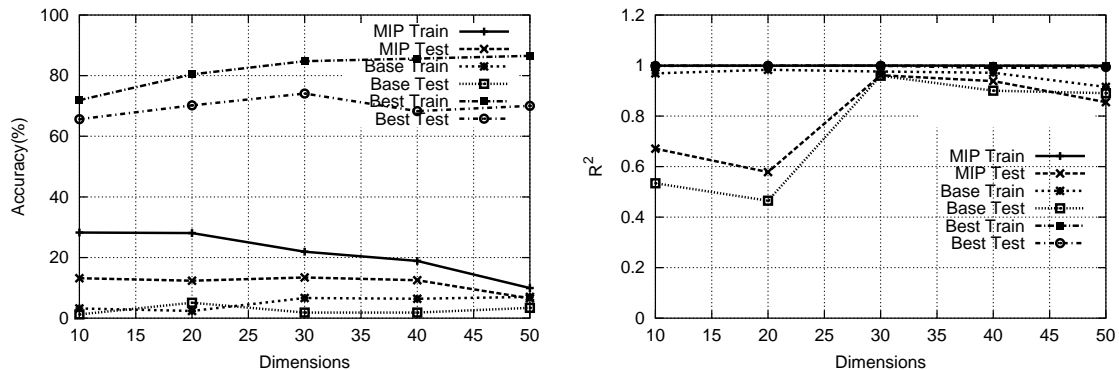 100
80
60
40
20
0
Accuracy(%)
10 15 20 25 30 35 40 45 50
Dimensions
MIP Train
MIP Test
Base Train
Base Test
Best Train
Best Test
1.2
1
0.8
0.6
0.4
0.2
0
R²
10 15 20 25 30 35 40 45 50
Dimensions
MIP Train
MIP Test
Base Train
Base Test
Best Train
Best Test